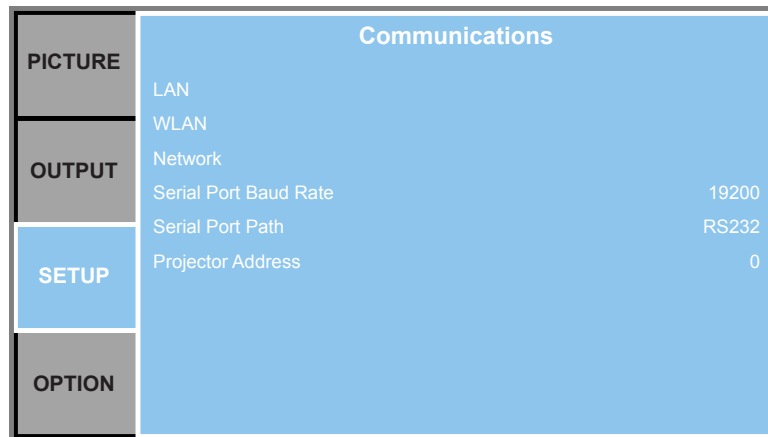 PICTURE
OUTPUT
SETUP
OPTION
Communications
LAN
WLAN
Network
Serial Port Baud Rate 19200
Serial Port Path RS232
Projector Address 0